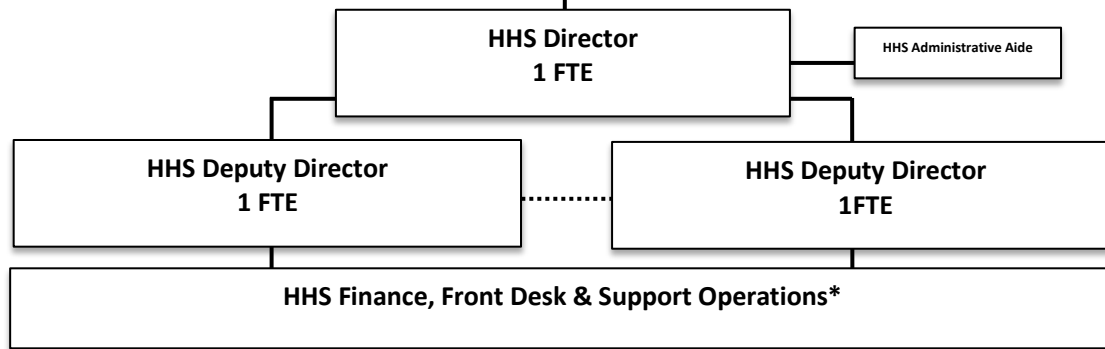 HHS Director
1 FTE
HHS Administrative Aide
HHS Deputy Director
1 FTE
HHS Deputy Director
1FTE
HHS Finance, Front Desk & Support Operations*